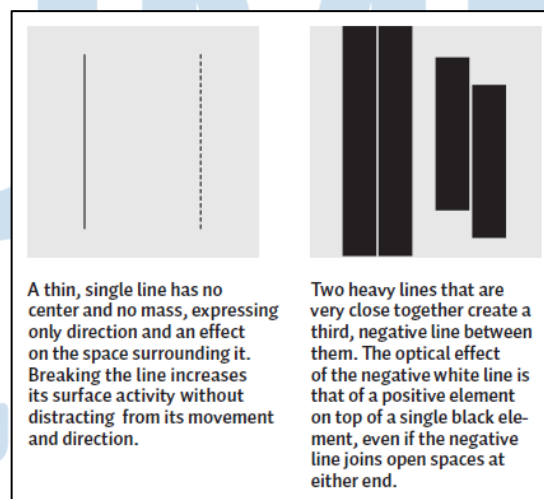 A thin, single line has no
center and no mass, expressing
only direction and an effect
on the space surrounding it.
Breaking the line increases
its surface activity without
distracting from its movement
and direction.
Two heavy lines that are
very close together create a
third, negative line between
them. The optical effect
of the negative white line is
that of a positive element
on top of a single black ele-
ment, even if the negative
line joins open spaces at
either end.